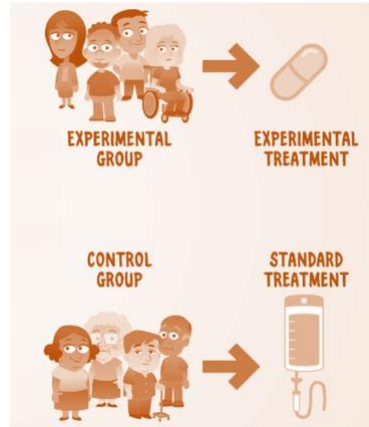 EXPERIMENTAL
GROUP
EXPERIMENTAL
TREATMENT
CONTROL
GROUP
STANDARD
TREATMENT